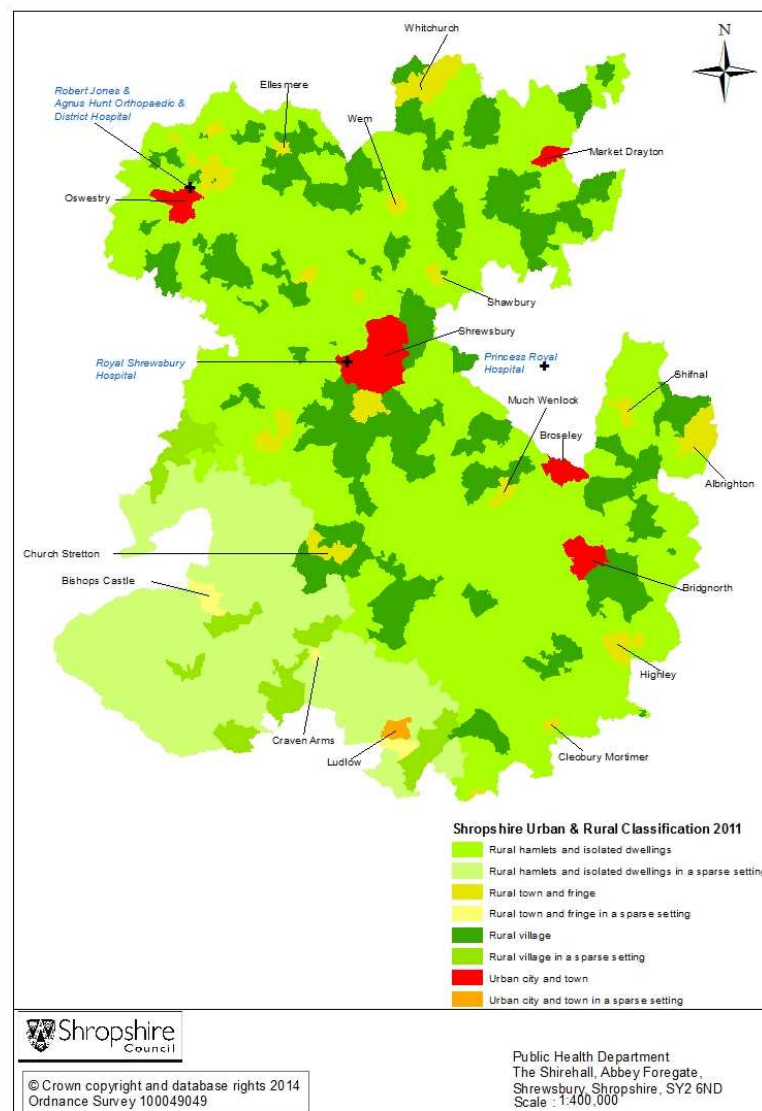 Whitchurch
N
Robert Jones &
Agnus Hunt Orthopaedic &
District Hospital
Ellesmere
Wem
Market Drayton
Oswestry
Shawbury
Shrewsbury
Royal Shrewsbury
Hospital
Princess Royal
Hospital
Shifnal
Much Wenlock
Broseley
Albrighton
Church Stretton
Bishops Castle
Bridgnorth
Highley
Craven Arms
Ludlow
Cleobury Mortimer
Shropshire Urban & Rural Classification 2011
Rural hamlets and isolated dwellings
Rural hamlets and isolated dwellings in a sparse setting
Rural town and fringe
Rural town and fringe in a sparse setting
Rural village
Rural village in a sparse setting
Urban city and town
Urban city and town in a sparse setting
Shropshire
Council
© Crown copyright and database rights 2014
Ordnance Survey 100049049
Public Health Department
The Shirehall, Abbey Foregate,
Shrewsbury, Shropshire, SY2 6ND
Scale : 1:400,000